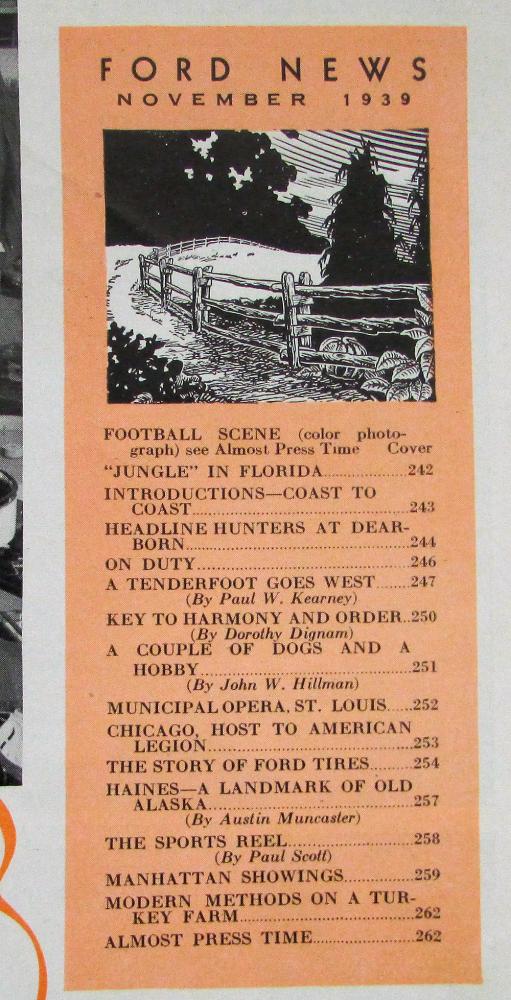 FORD NEWS
NOVEMBER 1939
FOOTBALL SCENE (color photo-
graph) see Almost Press Time Cover
"JUNGLE" IN FLORIDA....................242
INTRODUCTIONS—COAST TO
COAST....................243
HEADLINE HUNTERS AT DEAR-
BORN....................244
ON DUTY....................246
A TENDERFOOT GOES WEST......247
(By Paul W. Kearney)
KEY TO HARMONY AND ORDER..250
(By Dorothy Dignam)
A COUPLE OF DOGS AND A
HOBBY....................251
(By John W. Hillman)
MUNICIPAL OPERA, ST. LOUIS.....252
CHICAGO, HOST TO AMERICAN
LEGION....................253
THE STORY OF FORD TIRES.......254
HAINES—A LANDMARK OF OLD
ALASKA....................257
(By Austin Muncaster)
THE SPORTS REEL....................258
(By Paul Scott)
MANHATTAN SHOWINGS............259
MODERN METHODS ON A TUR-
KEY FARM....................262
ALMOST PRESS TIME..................262